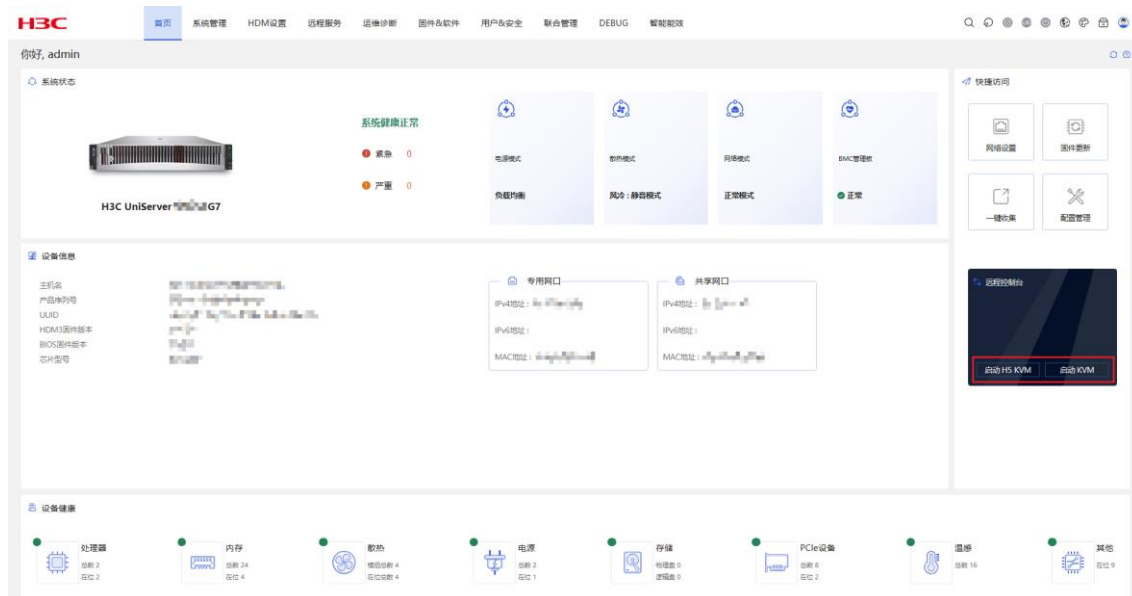 H3C
首页 系统管理 HDM设置 远程服务 运维诊断 固件&软件 用户&安全 联合管理 DEBUG 智能能效
你好, admin
系统状态
系统健康正常
紧急 0
严重 0
H3C UniServer G7
电源模式
负载均衡
散热模式
风冷：静音模式
网络模式
正常模式
BMC管理板
正常
快捷访问
网络设置
固件更新
一键收集
配置管理
设备信息
主机名
产品序列号
UUID
HDM3固件版本
BIOS固件版本
芯片型号
专用网口
IPv4地址：
IPv6地址：
MAC地址：
共享网口
IPv4地址：
IPv6地址：
MAC地址：
远程控制台
启动 H5 KVM
启动 KVM
设备健康
处理器
总数 2
在位 2
内存
总数 24
在位 4
散热
模组总数 4
在位总数 4
电源
总数 2
在位 1
存储
物理盘 0
逻辑盘 0
PCIe设备
总数 8
在位 2
温感
总数 16
其他
在位 9